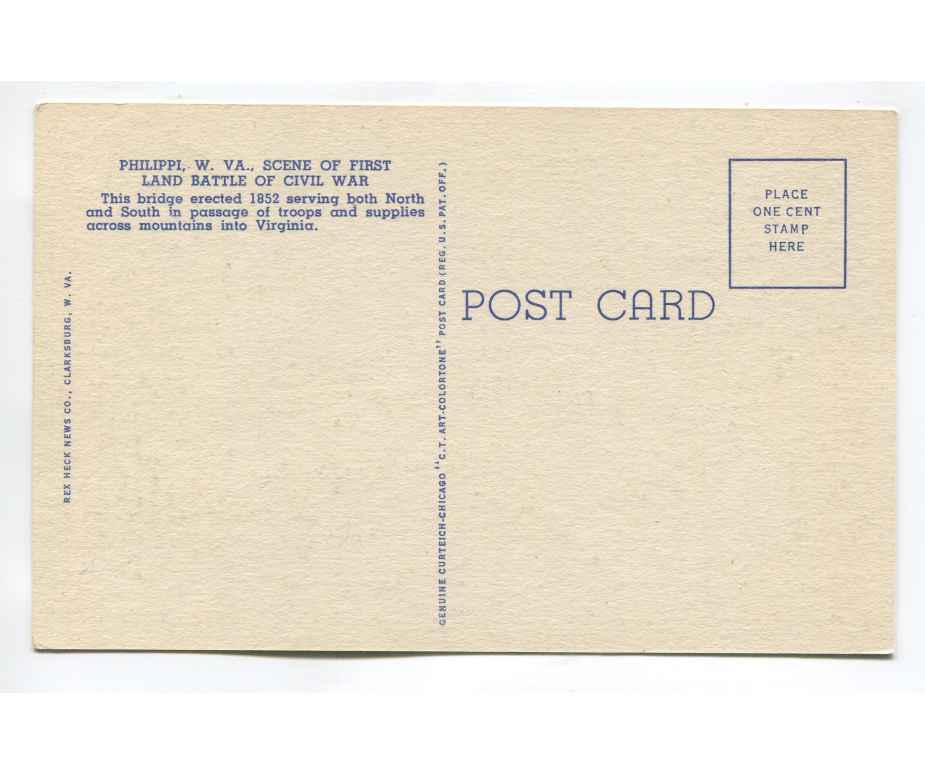 PHILIPPI, W. VA., SCENE OF FIRST
LAND BATTLE OF CIVIL WAR
This bridge erected 1852 serving both North
and South in passage of troops and supplies
across mountains into Virginia.
REX HECK NEWS CO., CLARKSBURG, W. VA.
GENUINE CURTEICH-CHICAGO "C.T. ART-COLORTONE" POST CARD (REG. U.S. PAT. OFF.)
POST CARD
PLACE
ONE CENT
STAMP
HERE